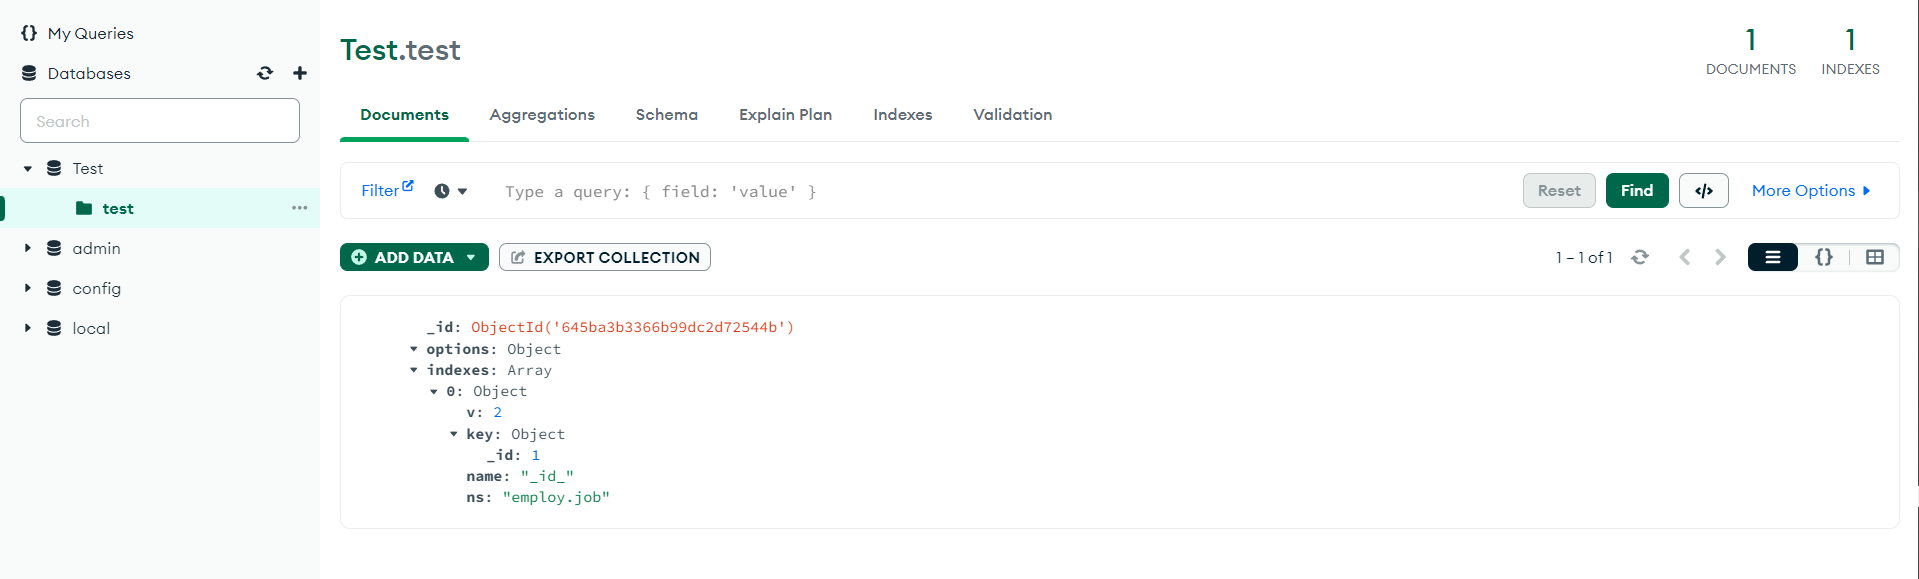 My Queries
Databases
Search
Test
test
admin
config
local
Test.test
1 DOCUMENTS
1 INDEXES
Documents Aggregations Schema Explain Plan Indexes Validation
Filter Type a query: { field: 'value' } Reset Find </> More Options
ADD DATA EXPORT COLLECTION 1 – 1 of 1 {}
_id: ObjectId('645ba3b3366b99dc2d72544b')
options: Object
indexes: Array
0: Object
v: 2
key: Object
_id: 1
name: "_id_"
ns: "employ.job"